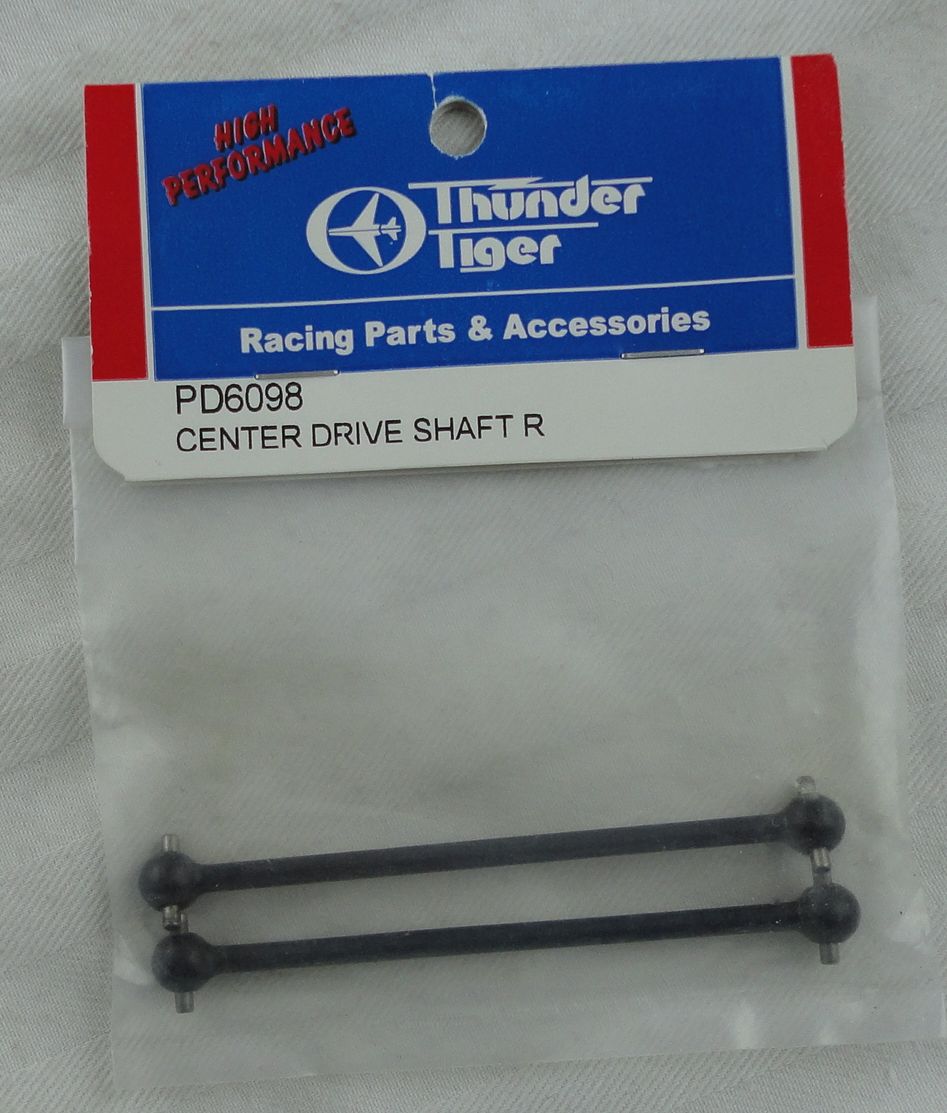 HIGH
PERFORMANCE
Thunder
Tiger
Racing Parts & Accessories
PD6098
CENTER DRIVE SHAFT R